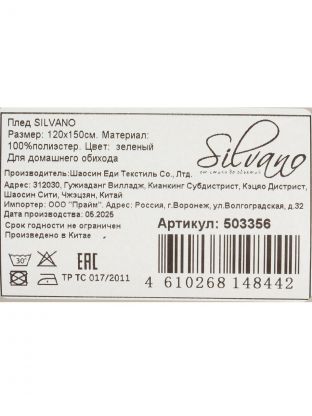 Плед SILVANO
Размер: 120х150см. Материал:
100%полиэстер. Цвет: зеленый
Для домашнего обихода
Silvano
Производитель:Шаосин Еди Текстиль Со., Лтд.
Адрес: 312030, Гужиаданг Вилладж, Кианкинг Субдистрист, Кэцяо Дистрист,
Шаосин Сити, Чжэцзян, Китай
Импортер: ООО "Прайм", Россия, г.Воронеж, ул.Волгоградская, д.32
Дата производства: 05.2025
Срок годности не ограничен
Произведено в Китае
Артикул: 503356
30°
EAC
ТР ТС 017/2011
4 610268 148442